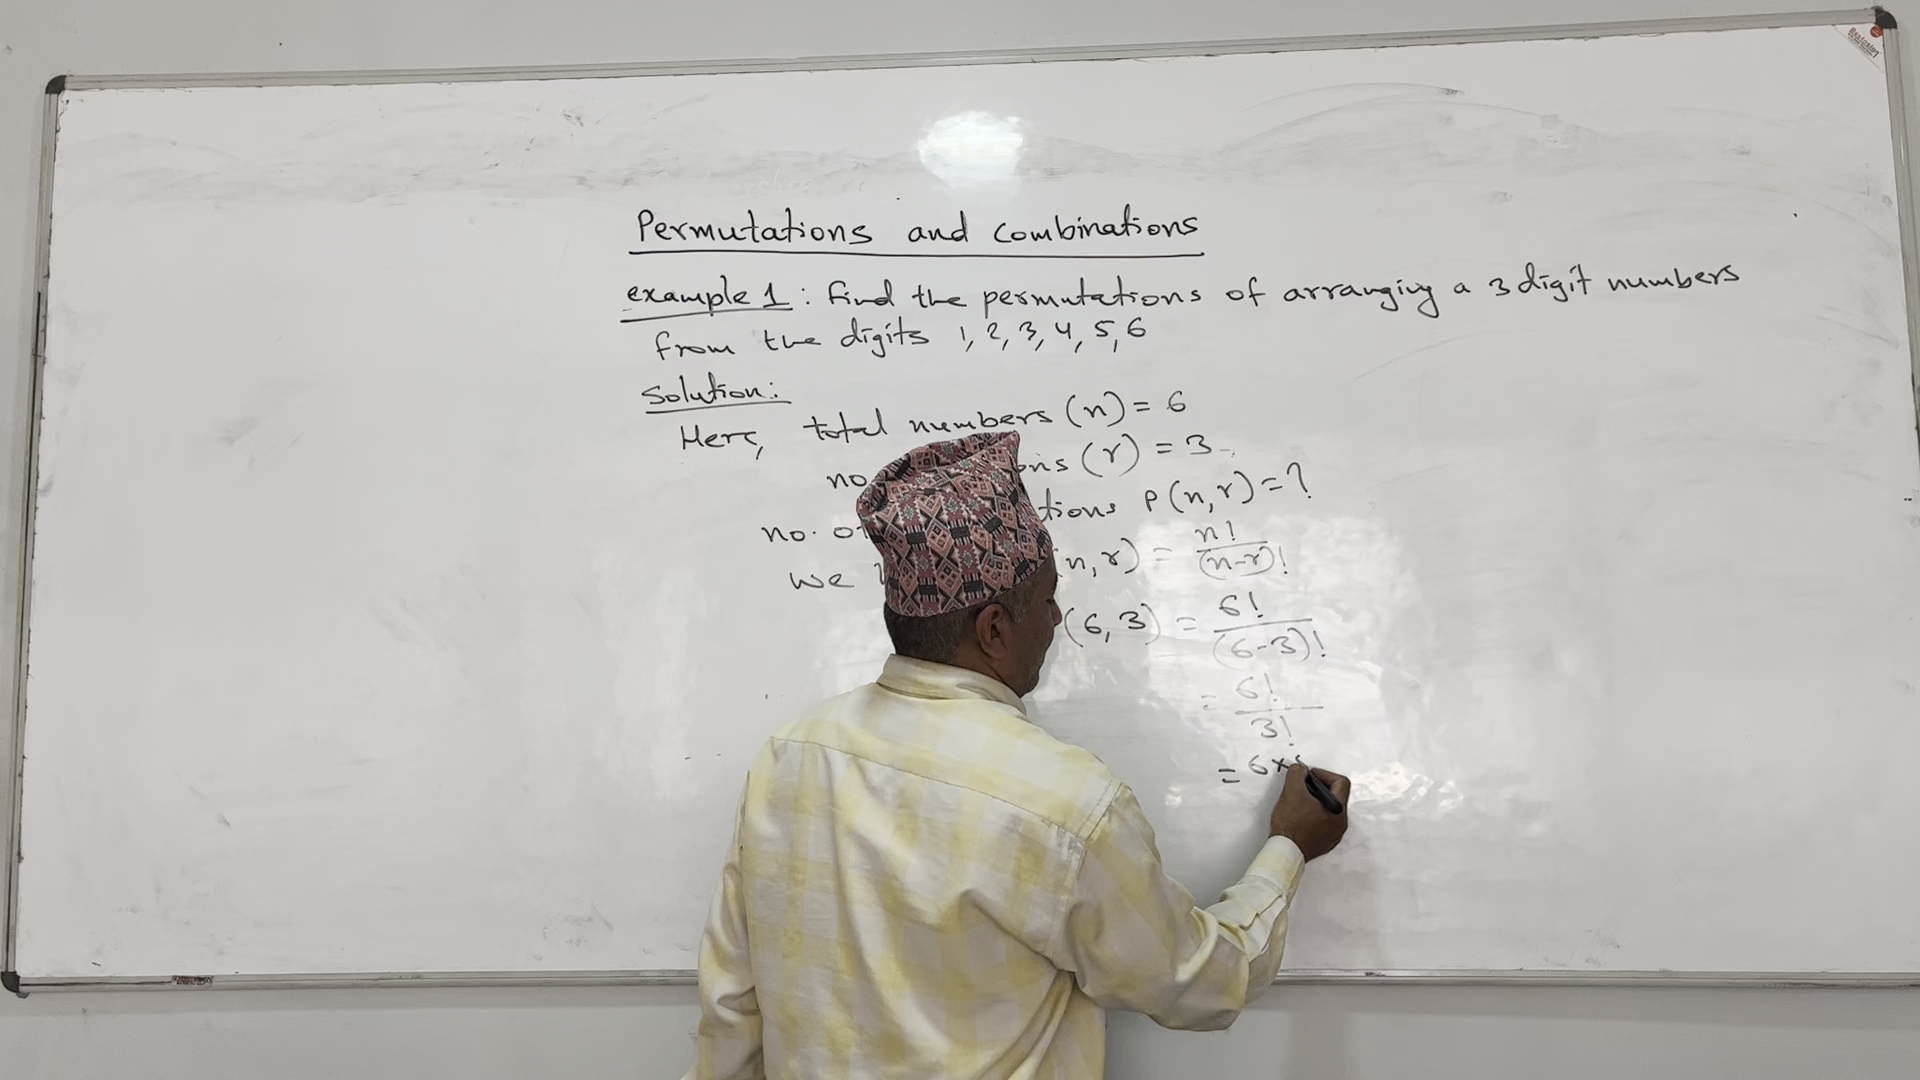 Permutations and combinations
example 1: Find the permutations of arranging a 3 digit numbers
from the digits 1, 2, 3, 4, 5, 6
Solution:
Here, total numbers (n) = 6
no ons (r) = 3
no. of tions P(n,r) = ?
we n,r) = n! / (n-r)!
(6,3) = 6! / (6-3)!
= 6! / 3!
= 6×